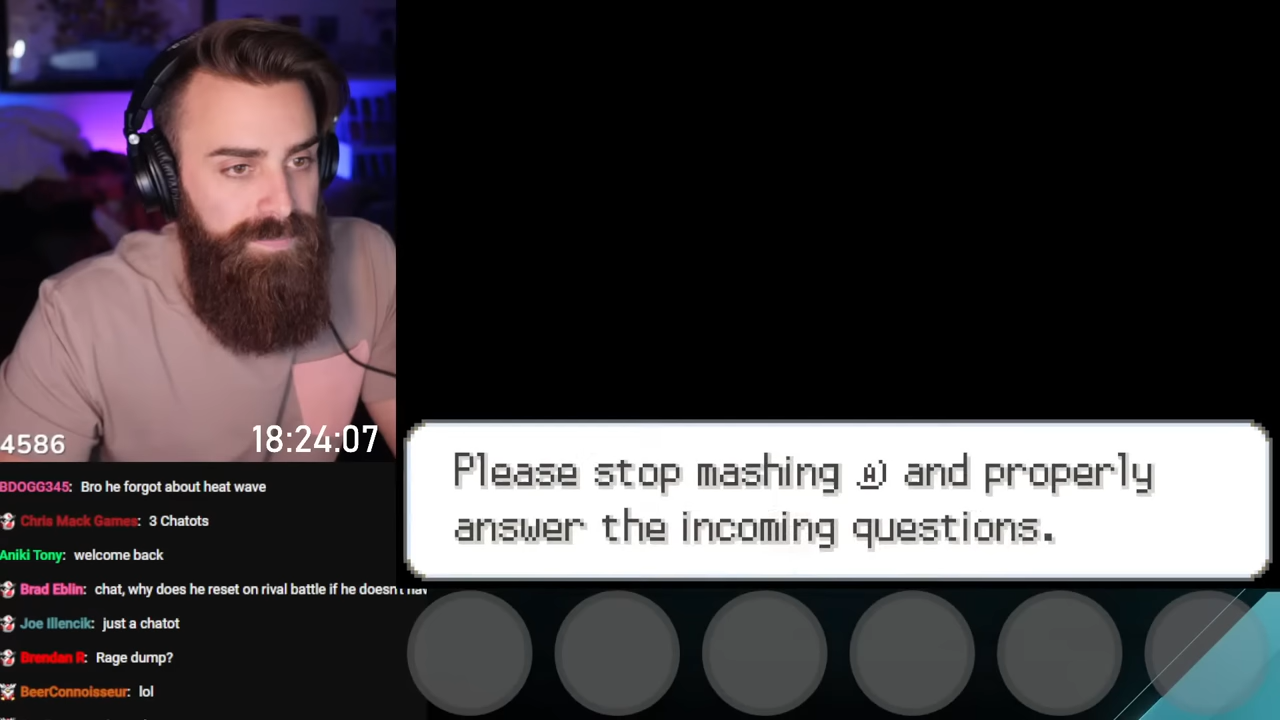 4586
18:24:07
BDOGG345: Bro he forgot about heat wave
Chris Mack Games: 3 Chatots
Aniki Tony: welcome back
Brad Eblin: chat, why does he reset on rival battle if he doesn't hav
Joe Illencik: just a chatot
Brendan R: Rage dump?
BeerConnoisseur: lol
Please stop mashing A and properly
answer the incoming questions.